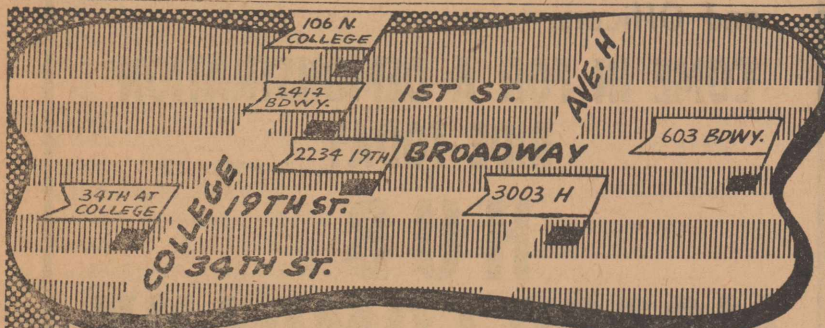 106 N.
COLLEGE
AVE. H
2414
BDWY.
1ST ST.
603 BDWY.
2234 19TH
BROADWAY
34TH AT
COLLEGE
COLLEGE
19TH ST.
3003 H
34TH ST.